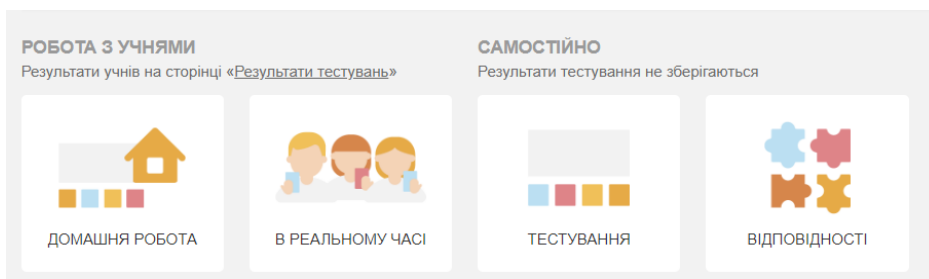 РОБОТА З УЧНЯМИ
Результати учнів на сторінці «Результати тестувань»
САМОСТІЙНО
Результати тестування не зберігаються
ДОМАШНЯ РОБОТА
В РЕАЛЬНОМУ ЧАСІ
ТЕСТУВАННЯ
ВІДПОВІДНОСТІ